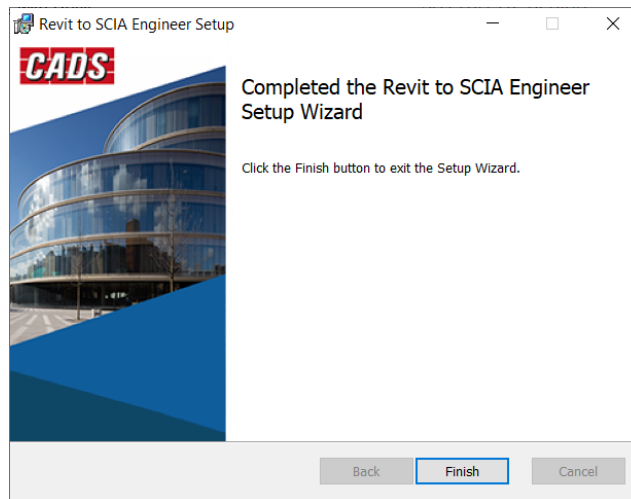 Revit to SCIA Engineer Setup
CADS
Completed the Revit to SCIA Engineer
Setup Wizard
Click the Finish button to exit the Setup Wizard.
Back
Finish
Cancel